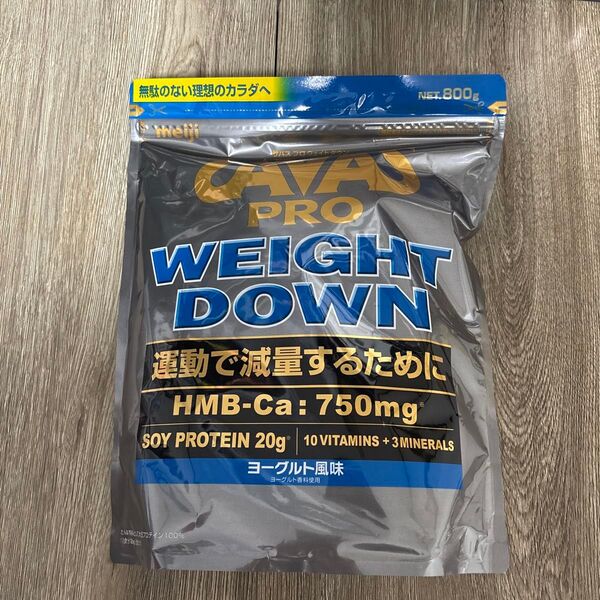 無駄のない理想のカラダへ
NET.800g
meiji
SAVAS
PRO
WEIGHT
DOWN
運動で減量するために
HMB-Ca: 750mg
SOY PROTEIN 20g
10 VITAMINS + 3 MINERALS
ヨーグルト風味
ヨーグルト香料使用